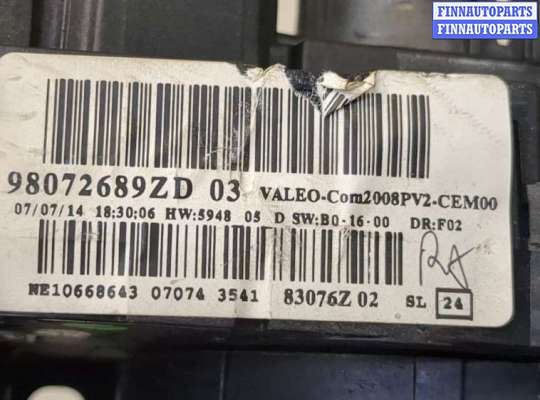 FINNAUTOPARTS
FINNAUTOPARTS
98072689ZD 03 VALEO-Com2008PV2-CEM00
07/07/14 18:30:06 HW:5948 05 D SW:B0-16-00 DR:F02
NE10668643 07074 3541 83076Z 02 SL 24